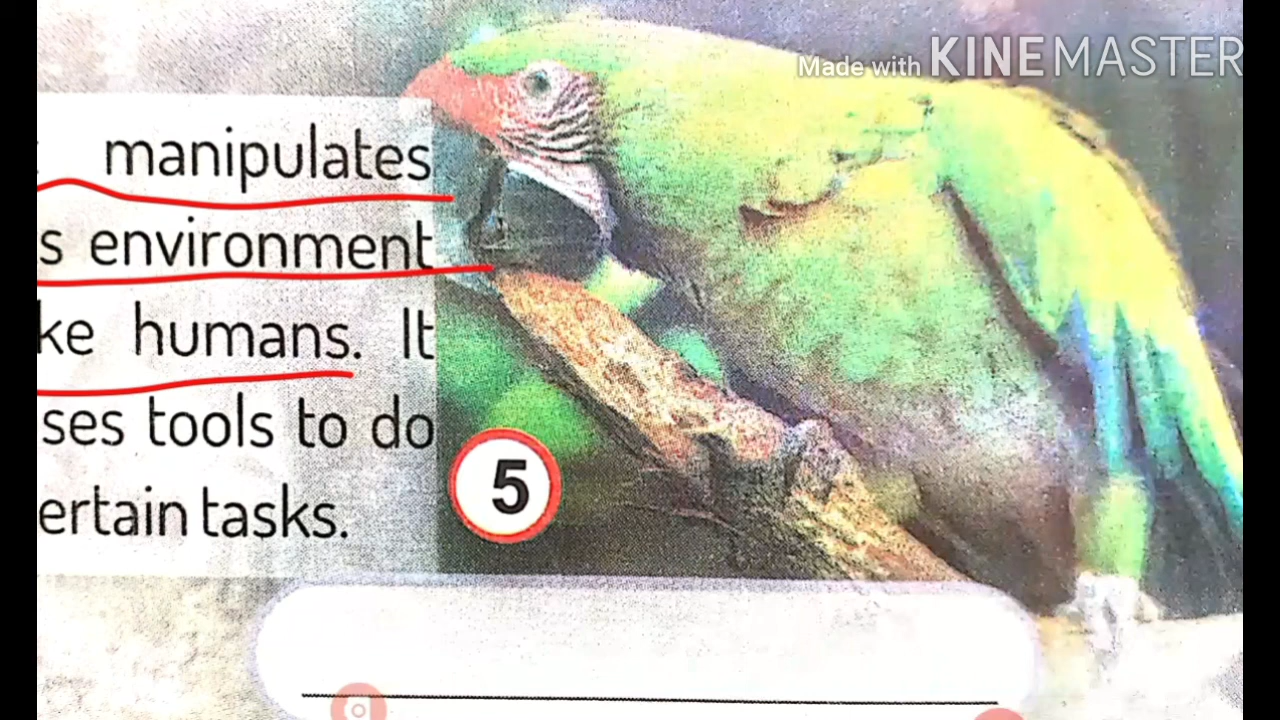 Made with KINEMASTER
manipulates
s environment
ke humans. It
ses tools to do
ertain tasks.
5